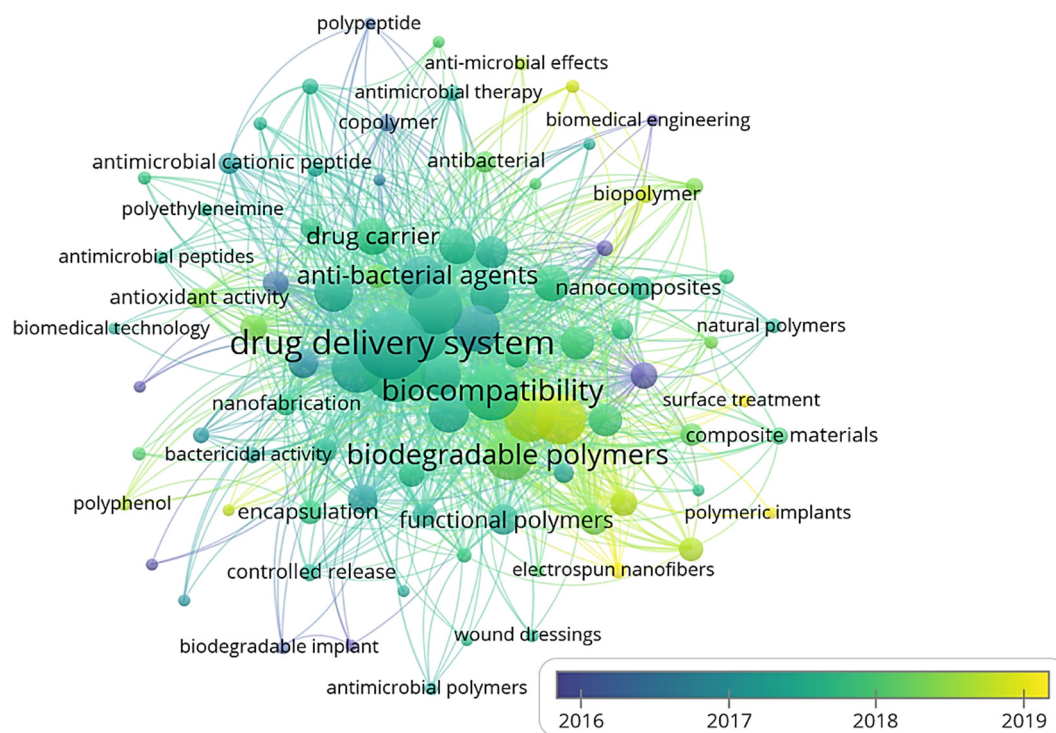 polypeptide
anti-microbial effects
antimicrobial therapy
copolymer
biomedical engineering
antimicrobial cationic peptide
antibacterial
biopolymer
polyethyleneimine
drug carrier
antimicrobial peptides
anti-bacterial agents
nanocomposites
antioxidant activity
biomedical technology
natural polymers
drug delivery system
biocompatibility
nanofabrication
surface treatment
composite materials
bactericidal activity
biodegradable polymers
polyphenol
encapsulation
functional polymers
polymeric implants
controlled release
electrospun nanofibers
wound dressings
biodegradable implant
antimicrobial polymers
2016 2017 2018 2019